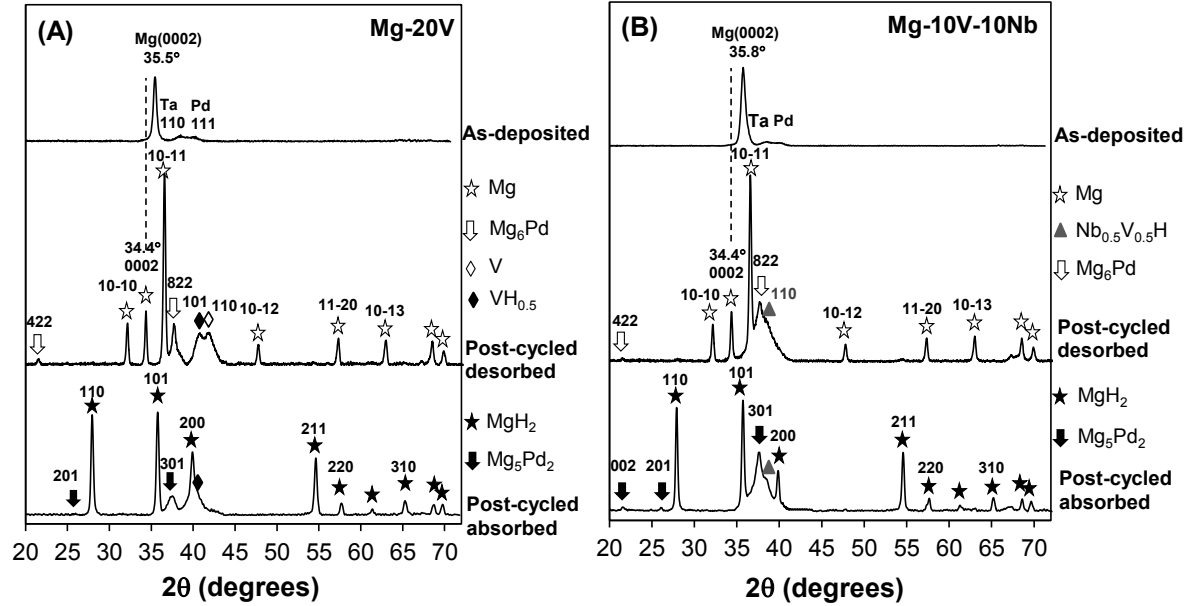 (A)
Mg-20V
Mg(0002)
35.5º
Ta
110
Pd
111
As-deposited
10-11
☆ Mg
⇩ Mg₆Pd
◇ V
◆ VH₀.₅
34.4º
0002
822
10-10
101
110
10-12
11-20
10-13
422
Post-cycled
desorbed
110
101
200
★ MgH₂
211
⬇ Mg₅Pd₂
201
301
220
310
Post-cycled
absorbed
20 25 30 35 40 45 50 55 60 65 70
2θ (degrees)
(B)
Mg-10V-10Nb
Mg(0002)
35.8º
Ta Pd
As-deposited
10-11
☆ Mg
▲ Nb₀.₅V₀.₅H
⇩ Mg₆Pd
34.4º
0002
822
10-10
110
10-12
11-20
10-13
422
Post-cycled
desorbed
110
101
301
★ MgH₂
200
211
⬇ Mg₅Pd₂
002
201
220
310
Post-cycled
absorbed
20 25 30 35 40 45 50 55 60 65 70
2θ (degrees)